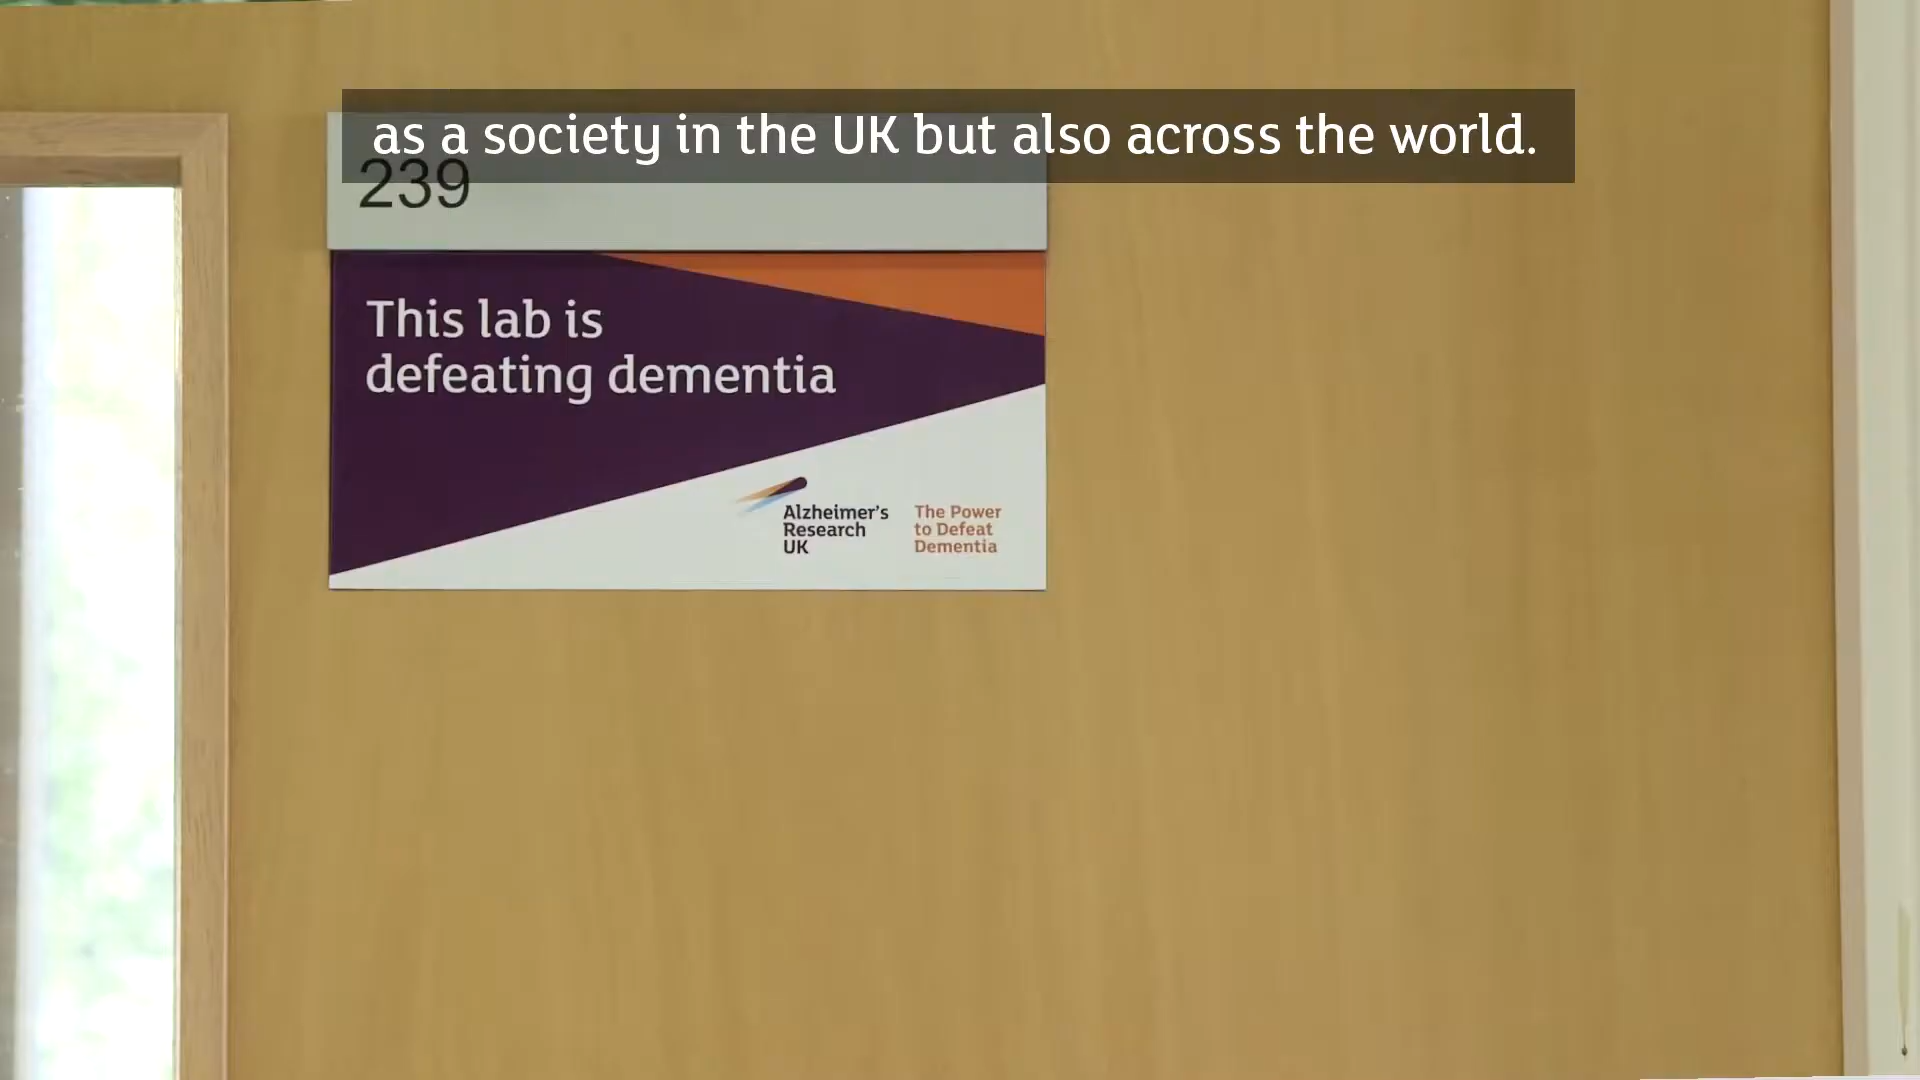 as a society in the UK but also across the world.
239
This lab is
defeating dementia
Alzheimer's
Research
UK
The Power
to Defeat
Dementia